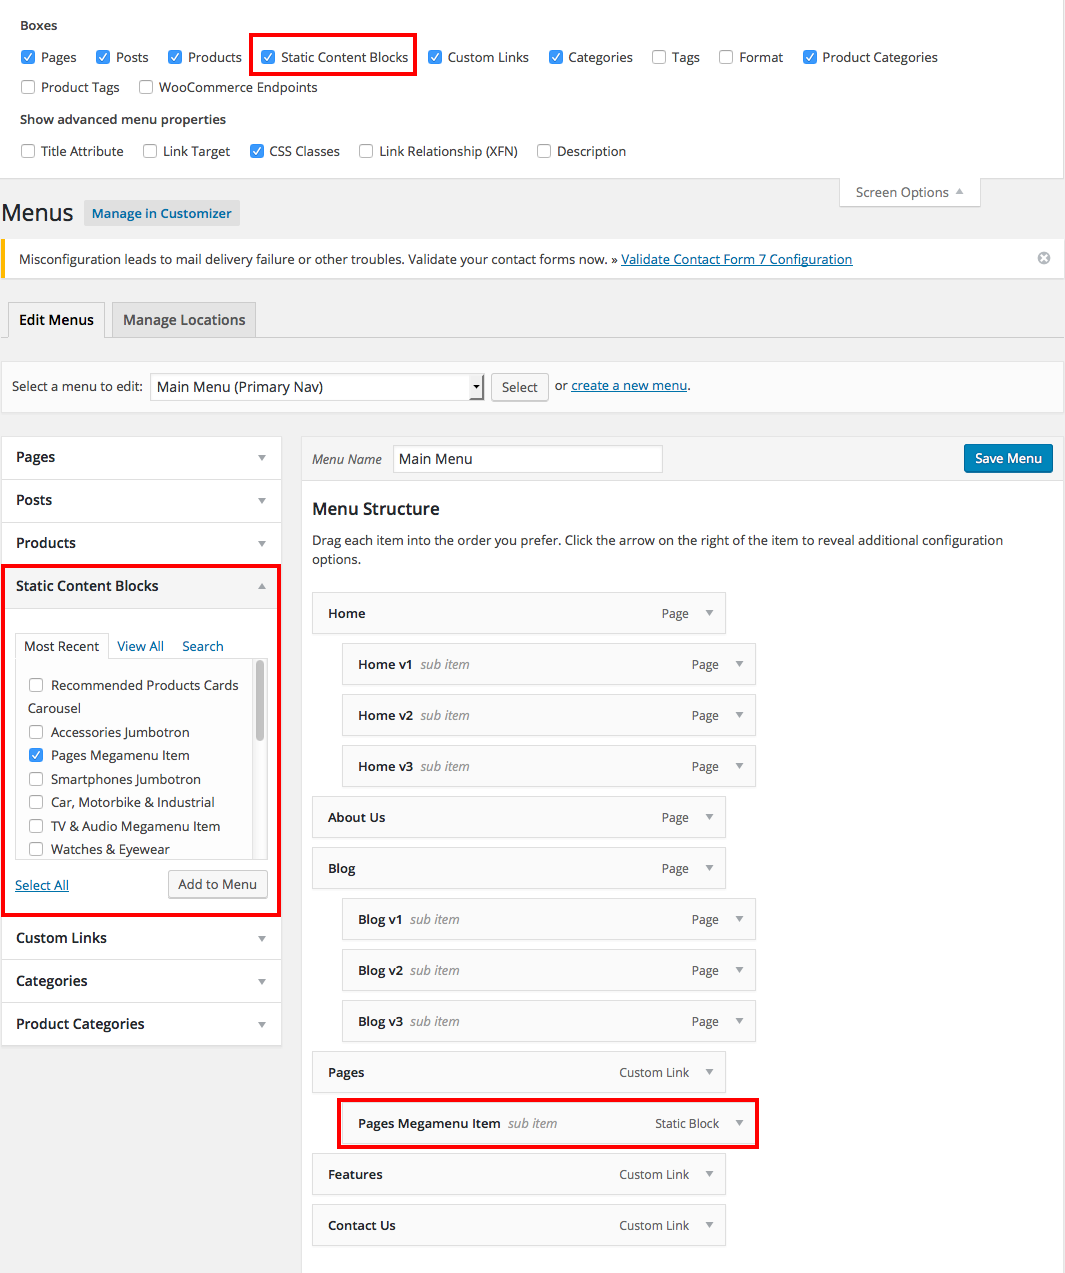 Boxes
Pages Posts Products Static Content Blocks Custom Links Categories Tags Format Product Categories
Product Tags WooCommerce Endpoints
Show advanced menu properties
Title Attribute Link Target CSS Classes Link Relationship (XFN) Description
Screen Options
Menus Manage in Customizer
Misconfiguration leads to mail delivery failure or other troubles. Validate your contact forms now. » Validate Contact Form 7 Configuration
Edit Menus Manage Locations
Select a menu to edit: Main Menu (Primary Nav) Select or create a new menu.
Pages
Posts
Products
Static Content Blocks
Most Recent View All Search
Recommended Products Cards
Carousel
Accessories Jumbotron
Pages Megamenu Item
Smartphones Jumbotron
Car, Motorbike & Industrial
TV & Audio Megamenu Item
Watches & Eyewear
Select All Add to Menu
Custom Links
Categories
Product Categories
Menu Name Main Menu Save Menu
Menu Structure
Drag each item into the order you prefer. Click the arrow on the right of the item to reveal additional configuration
options.
Home Page
Home v1 sub item Page
Home v2 sub item Page
Home v3 sub item Page
About Us Page
Blog Page
Blog v1 sub item Page
Blog v2 sub item Page
Blog v3 sub item Page
Pages Custom Link
Pages Megamenu Item sub item Static Block
Features Custom Link
Contact Us Custom Link